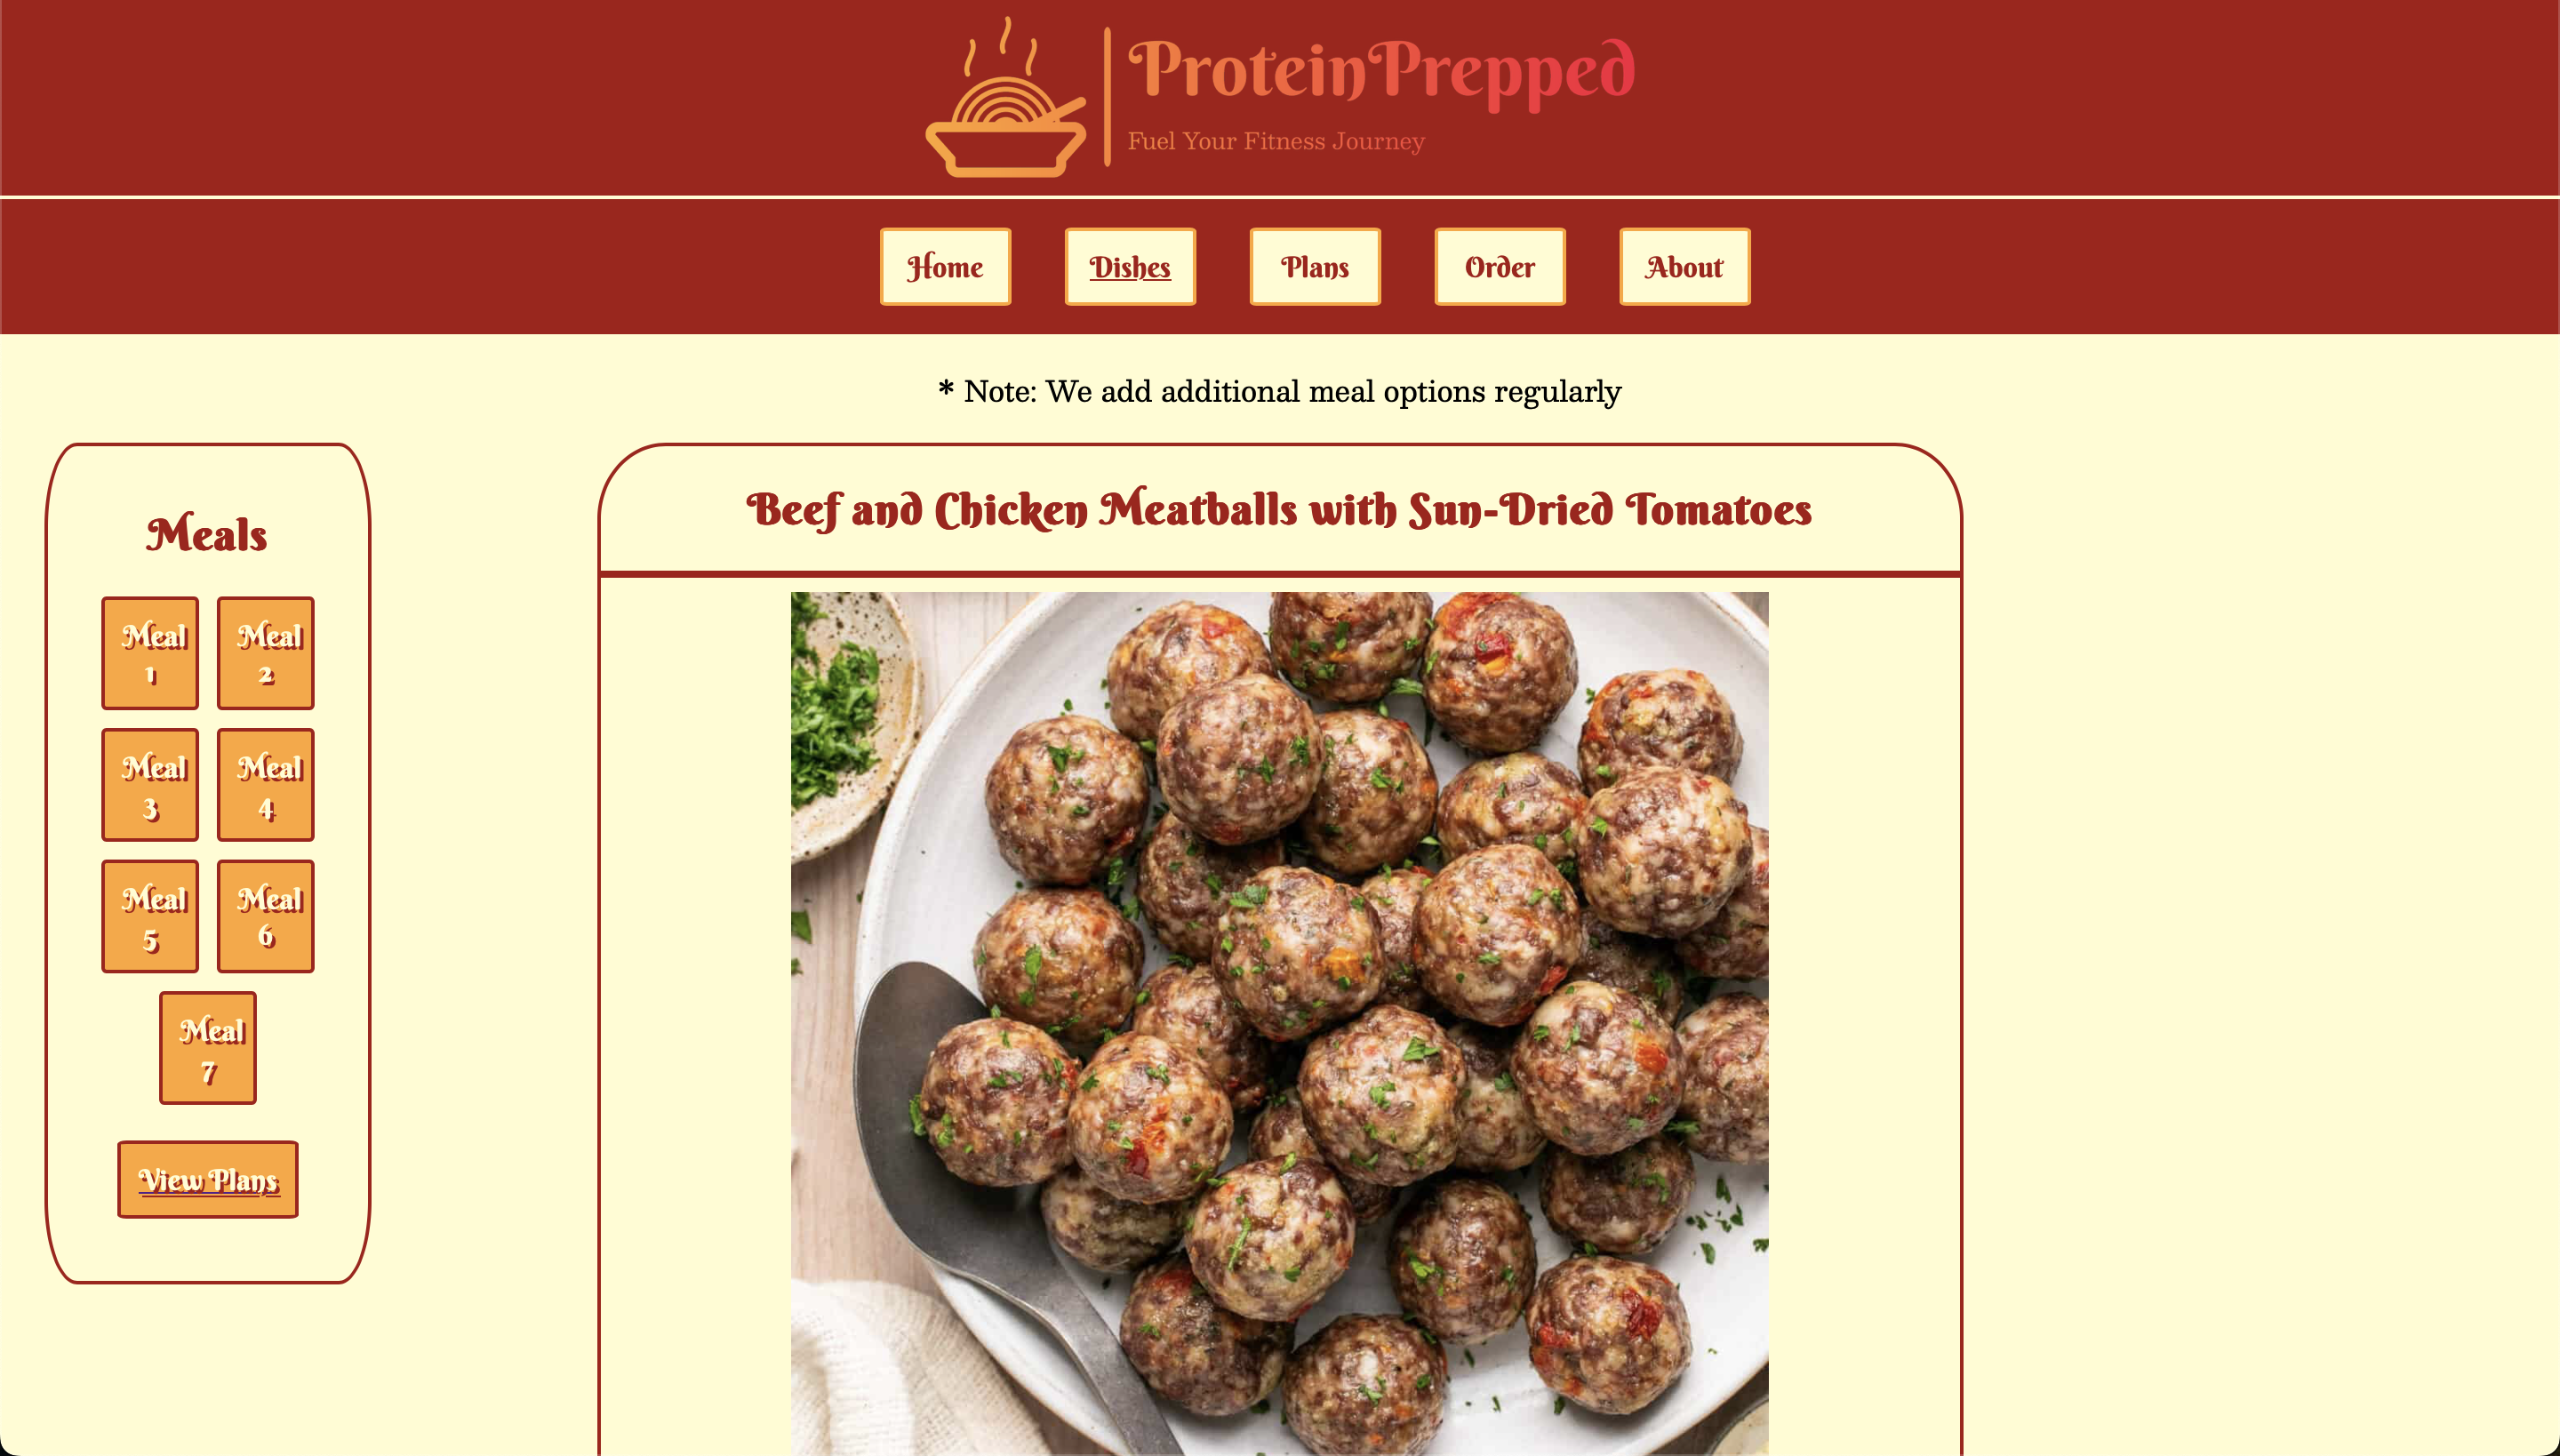 ProteinPrepped
Fuel Your Fitness Journey
Home
Dishes
Plans
Order
About
* Note: We add additional meal options regularly
Meals
Meal
1
Meal
2
Meal
3
Meal
4
Meal
5
Meal
6
Meal
7
View Plans
Beef and Chicken Meatballs with Sun-Dried Tomatoes